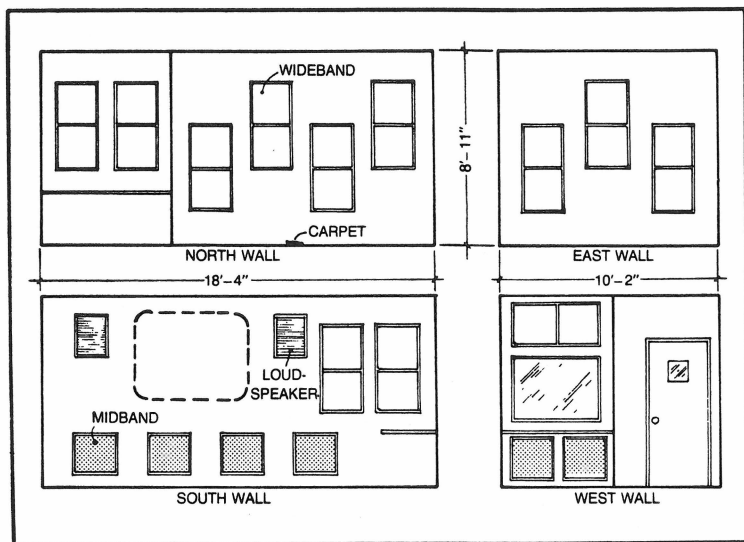 WIDEBAND
CARPET
8'-11"
NORTH WALL
EAST WALL
18'-4"
10'-2"
LOUD-
SPEAKER
MIDBAND
SOUTH WALL
WEST WALL